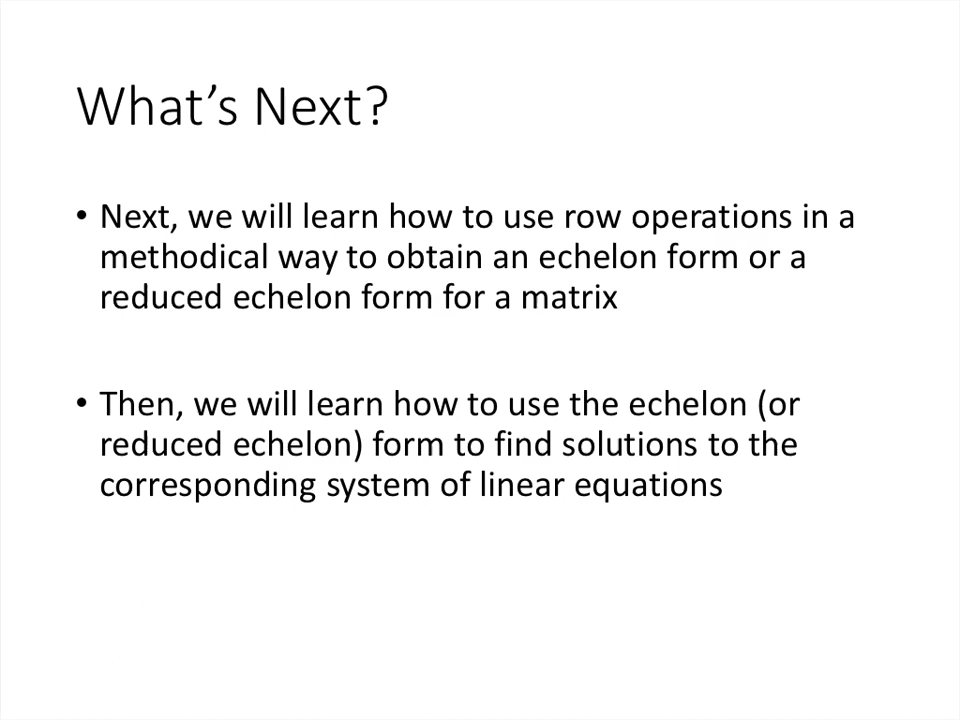 What’s Next?
• Next, we will learn how to use row operations in a
methodical way to obtain an echelon form or a
reduced echelon form for a matrix
• Then, we will learn how to use the echelon (or
reduced echelon) form to find solutions to the
corresponding system of linear equations